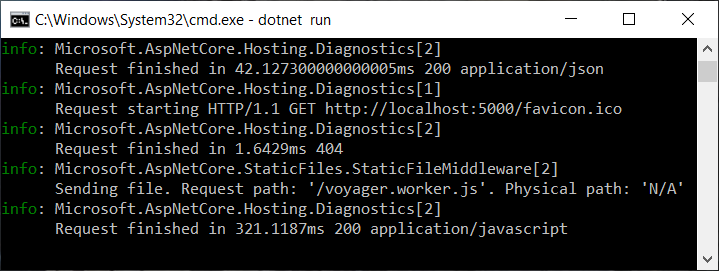 C:\Windows\System32\cmd.exe - dotnet  run
info: Microsoft.AspNetCore.Hosting.Diagnostics[2]
      Request finished in 42.127300000000005ms 200 application/json
info: Microsoft.AspNetCore.Hosting.Diagnostics[1]
      Request starting HTTP/1.1 GET http://localhost:5000/favicon.ico
info: Microsoft.AspNetCore.Hosting.Diagnostics[2]
      Request finished in 1.6429ms 404
info: Microsoft.AspNetCore.StaticFiles.StaticFileMiddleware[2]
      Sending file. Request path: '/voyager.worker.js'. Physical path: 'N/A'
info: Microsoft.AspNetCore.Hosting.Diagnostics[2]
      Request finished in 321.1187ms 200 application/javascript